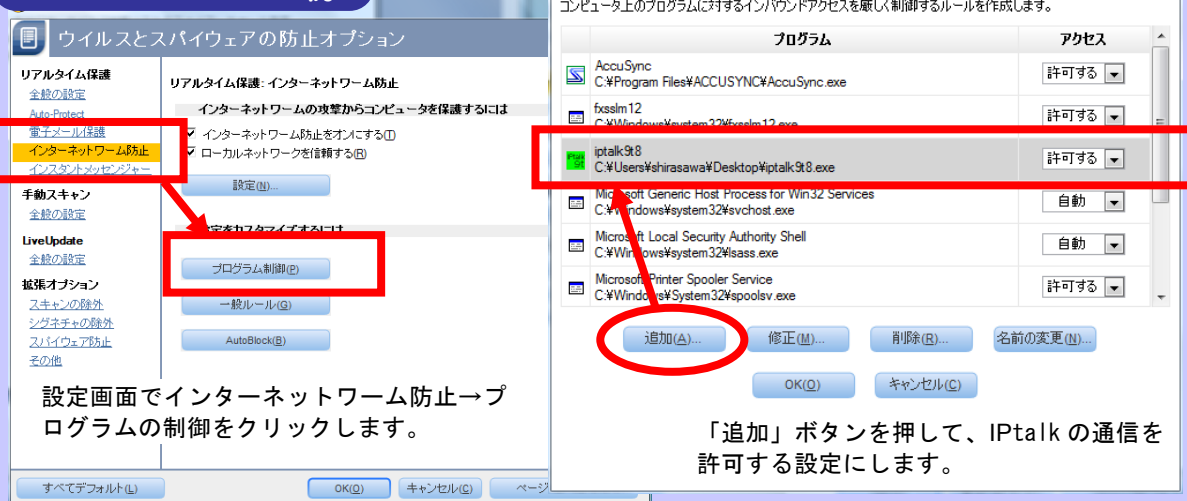 ウイルスとスパイウェアの防止オプション
リアルタイム保護
全般の設定
Auto-Protect
電子メール保護
インターネットワーム防止
インスタントメッセンジャー
手動スキャン
全般の設定
LiveUpdate
全般の設定
拡張オプション
スキャンの除外
シグネチャの除外
スパイウェア防止
その他
リアルタイム保護: インターネットワーム防止
インターネットワームの攻撃からコンピュータを保護するには
インターネットワーム防止をオンにする(T)
ローカルネットワークを信頼する(R)
設定(N)...
定をカスタマイズするには
プログラム制御(P)
一般ルール(G)
AutoBlock(B)
設定画面でインターネットワーム防止→プ
ログラムの制御をクリックします。
すべてデフォルト(L)
OK(O)
キャンセル(C)
ページ
コンピュータ上のプログラムに対するインバウンドアクセスを厳しく制御するルールを作成します。
プログラム アクセス
AccuSync
C:¥Program Files¥ACCUSYNC¥AccuSync.exe
許可する
fxsslm12
C:¥Windows¥system32¥fxsslm12.exe
許可する
iptalk9t8
C:¥Users¥shirasawa¥Desktop¥iptalk9t8.exe
許可する
Microsoft Generic Host Process for Win32 Services
C:¥Windows¥system32¥svchost.exe
自動
Microsoft Local Security Authority Shell
C:¥Windows¥system32¥lsass.exe
自動
Microsoft Printer Spooler Service
C:¥Windows¥System32¥spoolsv.exe
許可する
追加(A)...
修正(M)...
削除(R)...
名前の変更(N)...
OK(O)
キャンセル(C)
「追加」ボタンを押して、IPtalk の通信を
許可する設定にします。